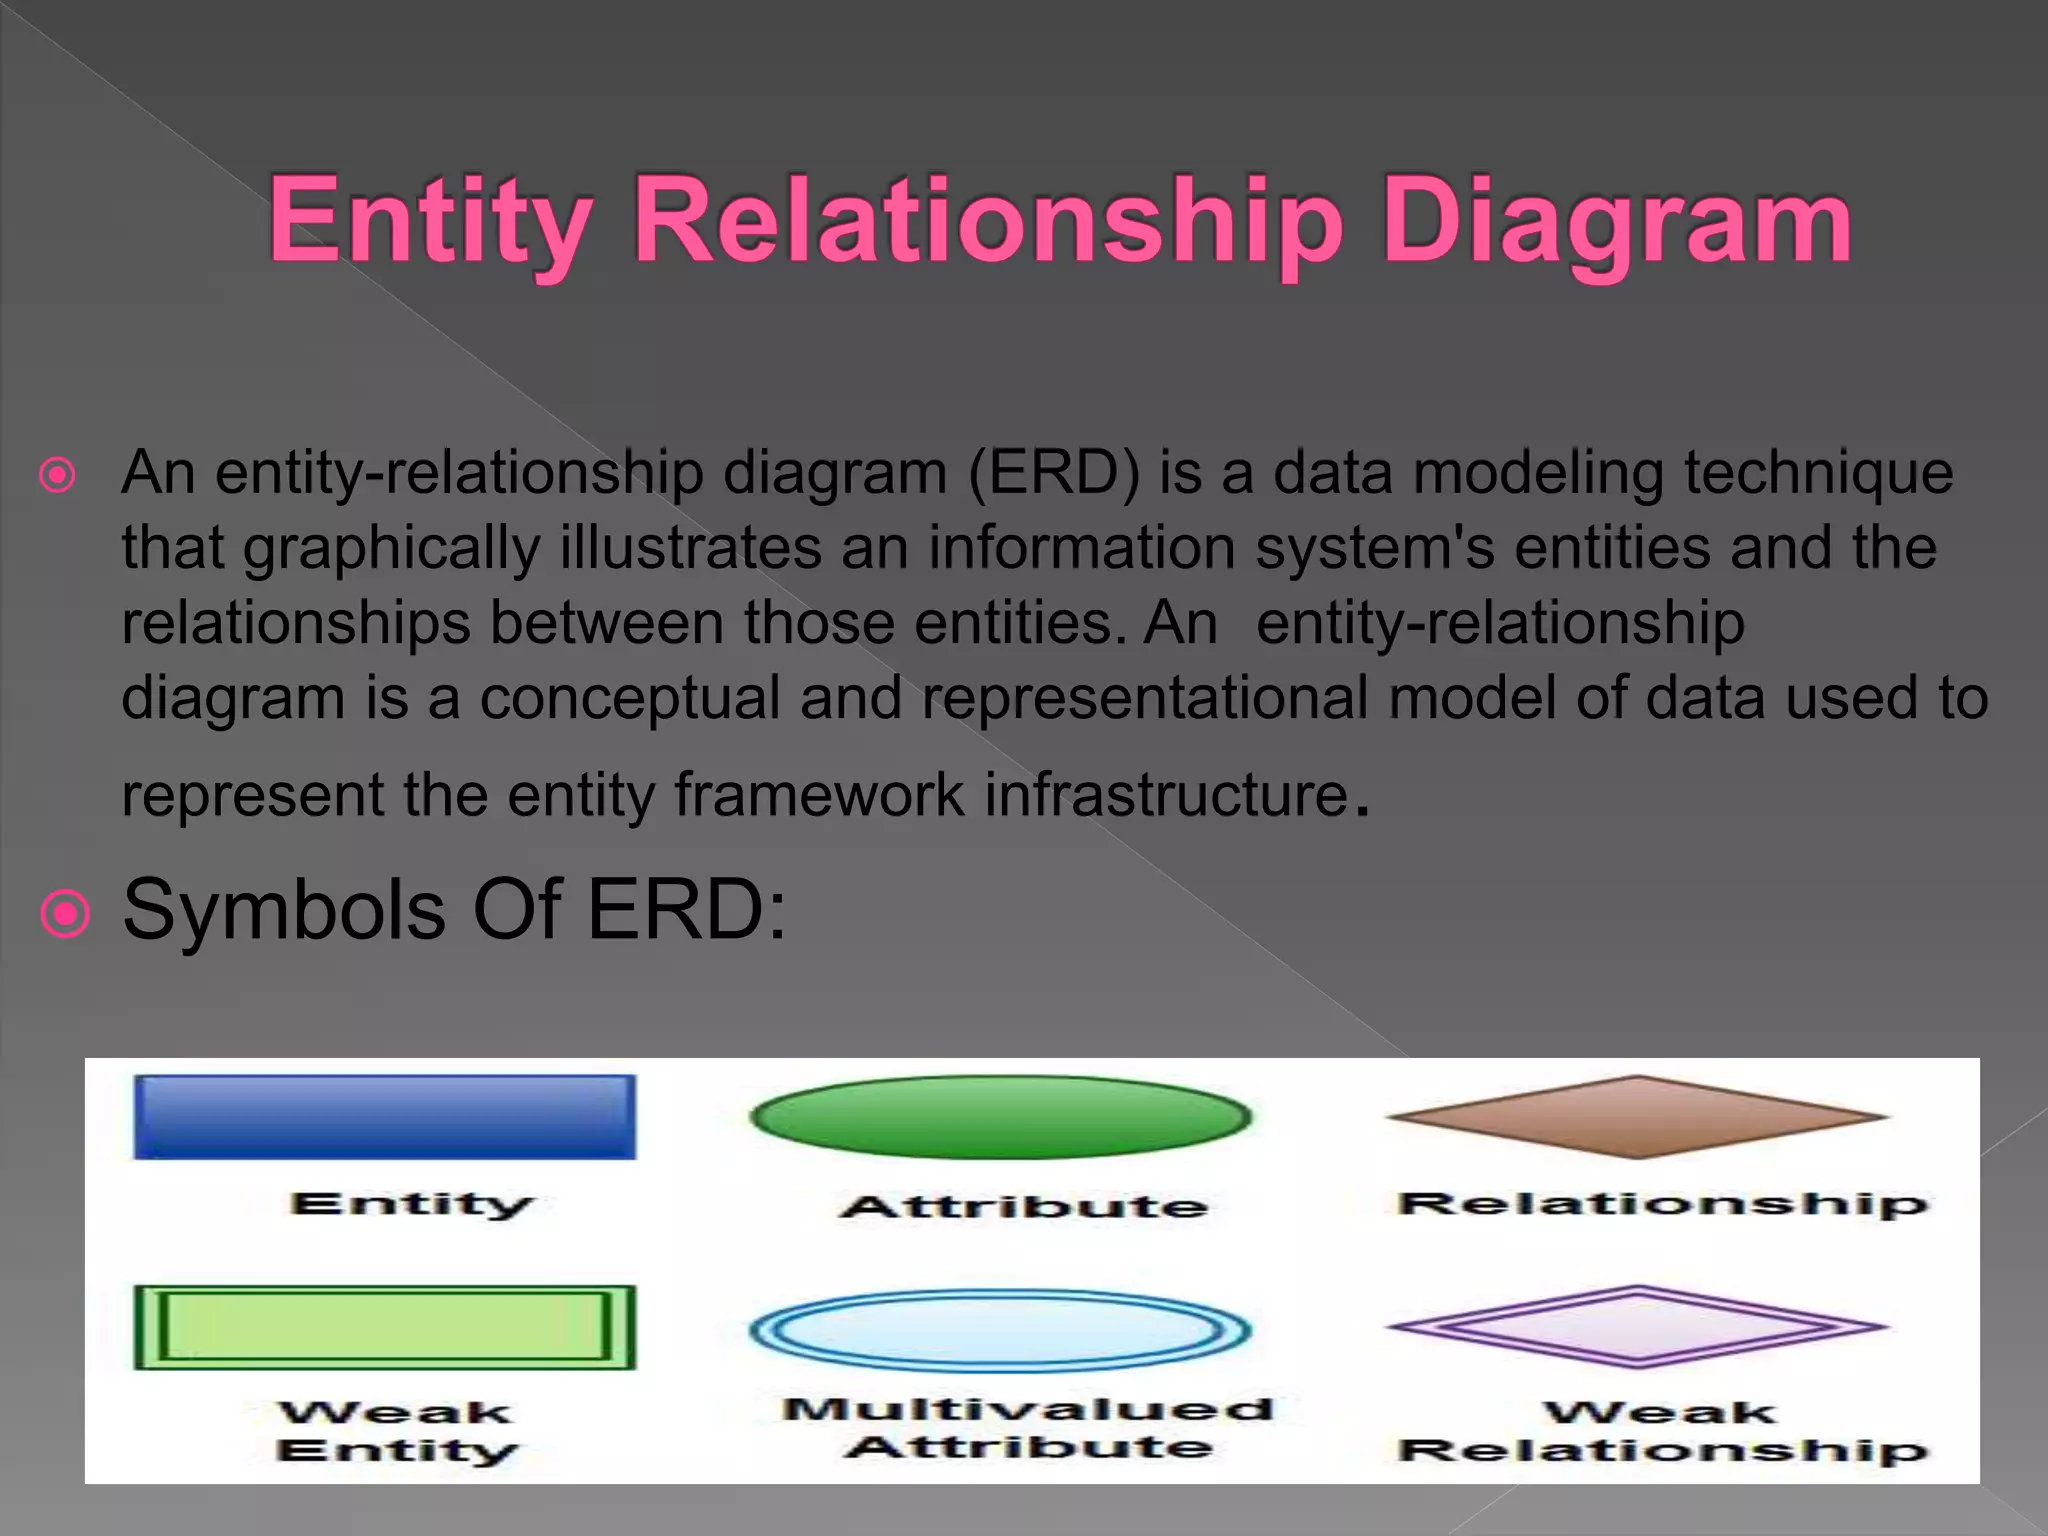 Entity Relationship Diagram
An entity-relationship diagram (ERD) is a data modeling technique
that graphically illustrates an information system's entities and the
relationships between those entities. An  entity-relationship
diagram is a conceptual and representational model of data used to
represent the entity framework infrastructure.
Symbols Of ERD:
Entity
Attribute
Relationship
Weak
Entity
Multivalued
Attribute
Weak
Relationship